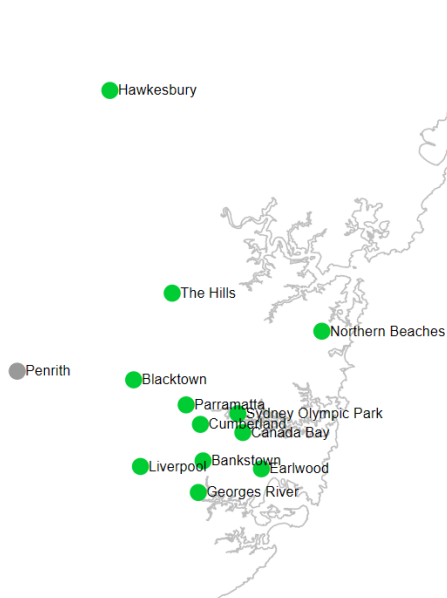 Hawkesbury
The Hills
Northern Beaches
Penrith
Blacktown
Parramatta
Sydney Olympic Park
Cumberland
Canada Bay
Bankstown
Liverpool
Earlwood
Georges River